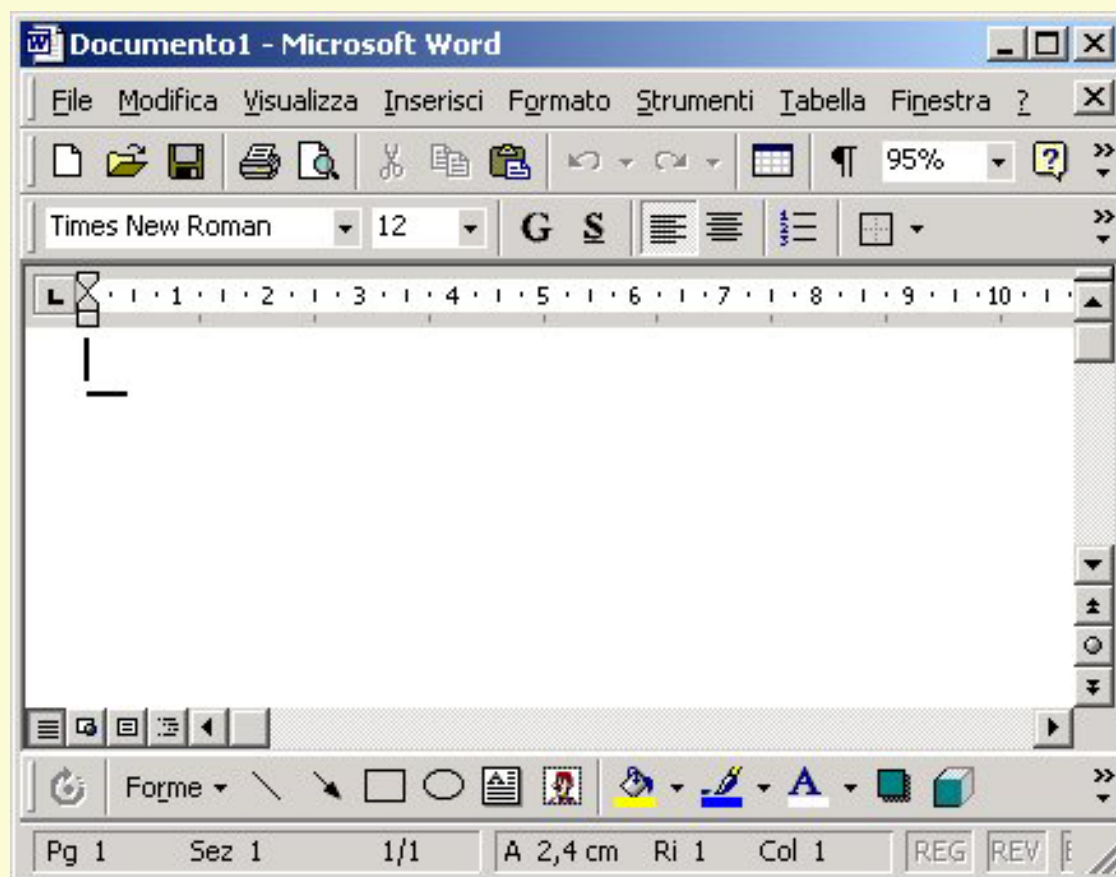 Documento1 - Microsoft Word
File Modifica Visualizza Inserisci Formato Strumenti Tabella Finestra ?
95%
Times New Roman 12 G S
1 2 3 4 5 6 7 8 9 10
Forme A
Pg 1 Sez 1 1/1 A 2,4 cm Ri 1 Col 1 REG REV